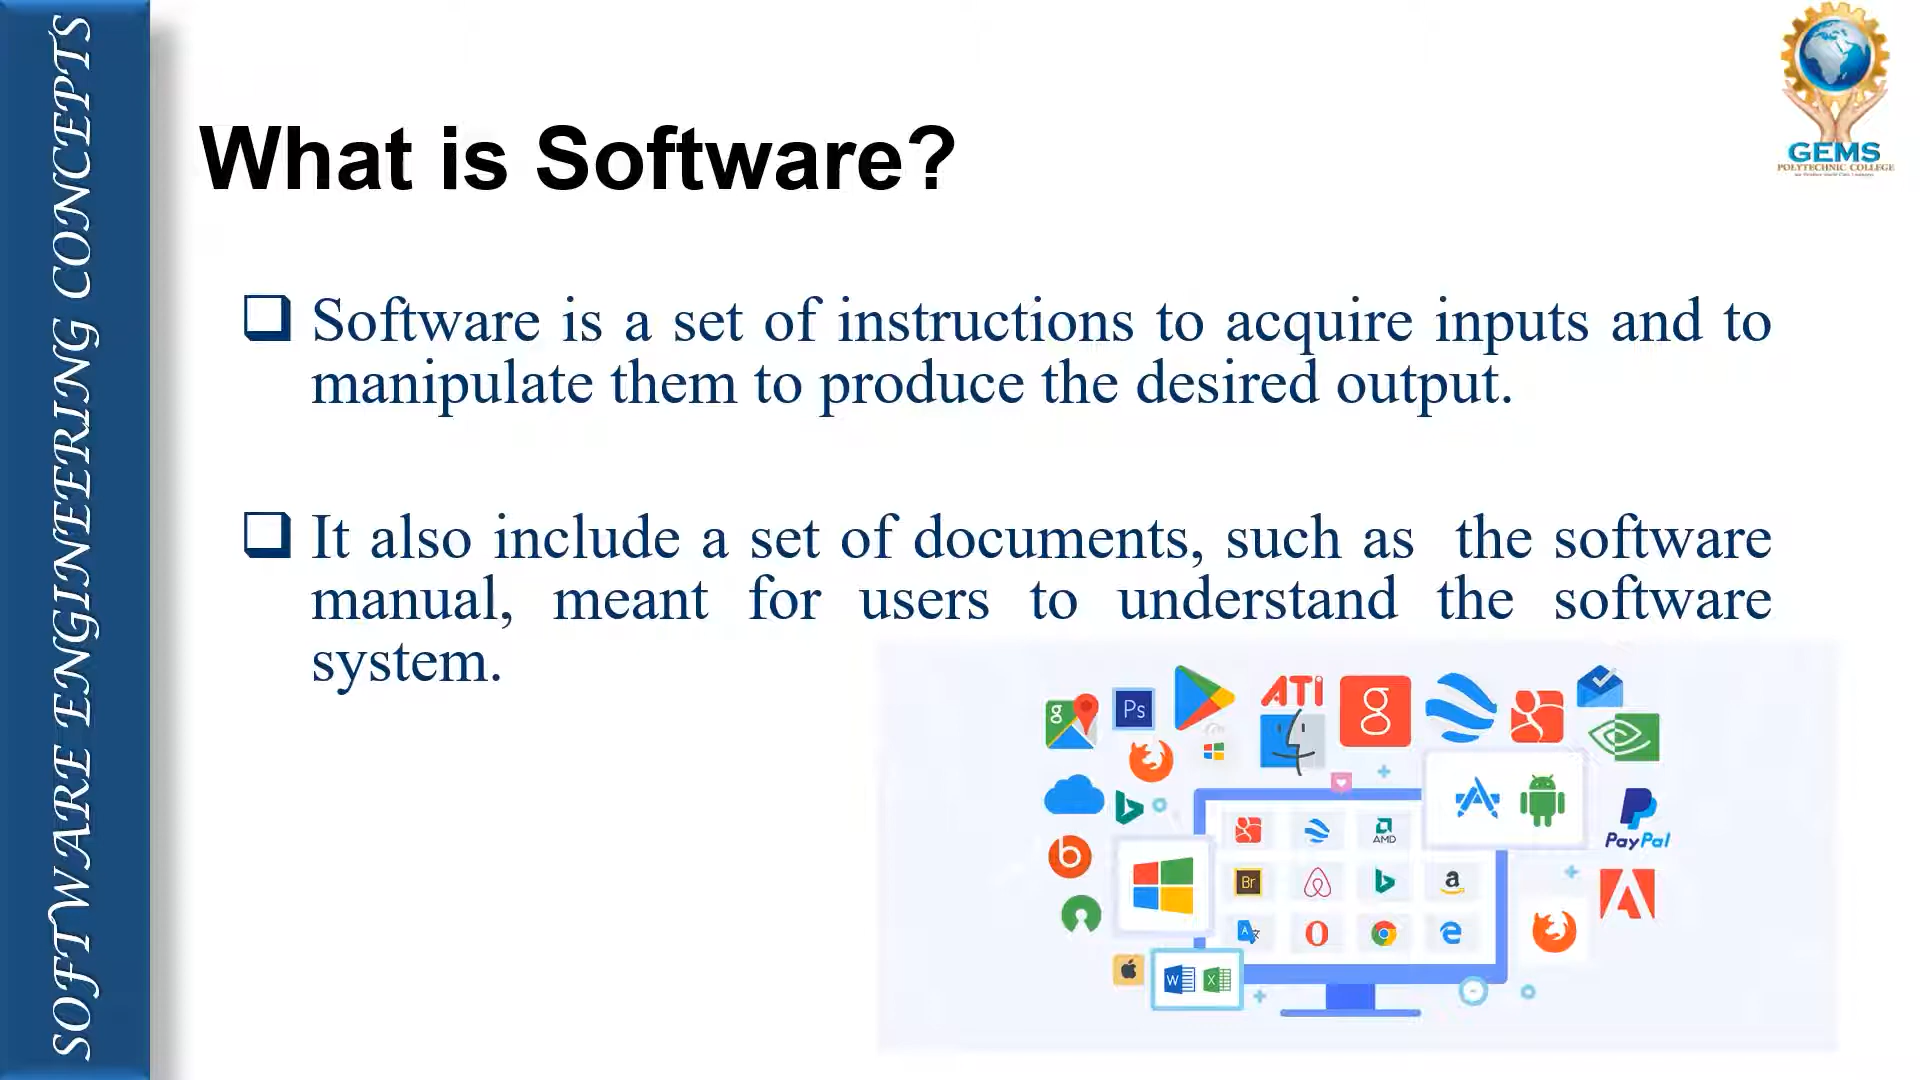 SOFTWARE ENGINEERING CONCEPTS
GEMS
POLYTECHNIC COLLEGE
What is Software?
Software is a set of instructions to acquire inputs and to
manipulate them to produce the desired output.
It also include a set of documents, such as the software
manual, meant for users to understand the software
system.
g
Ps
ATi
g
AMD
PayPal
b
Br
a
A
W
X